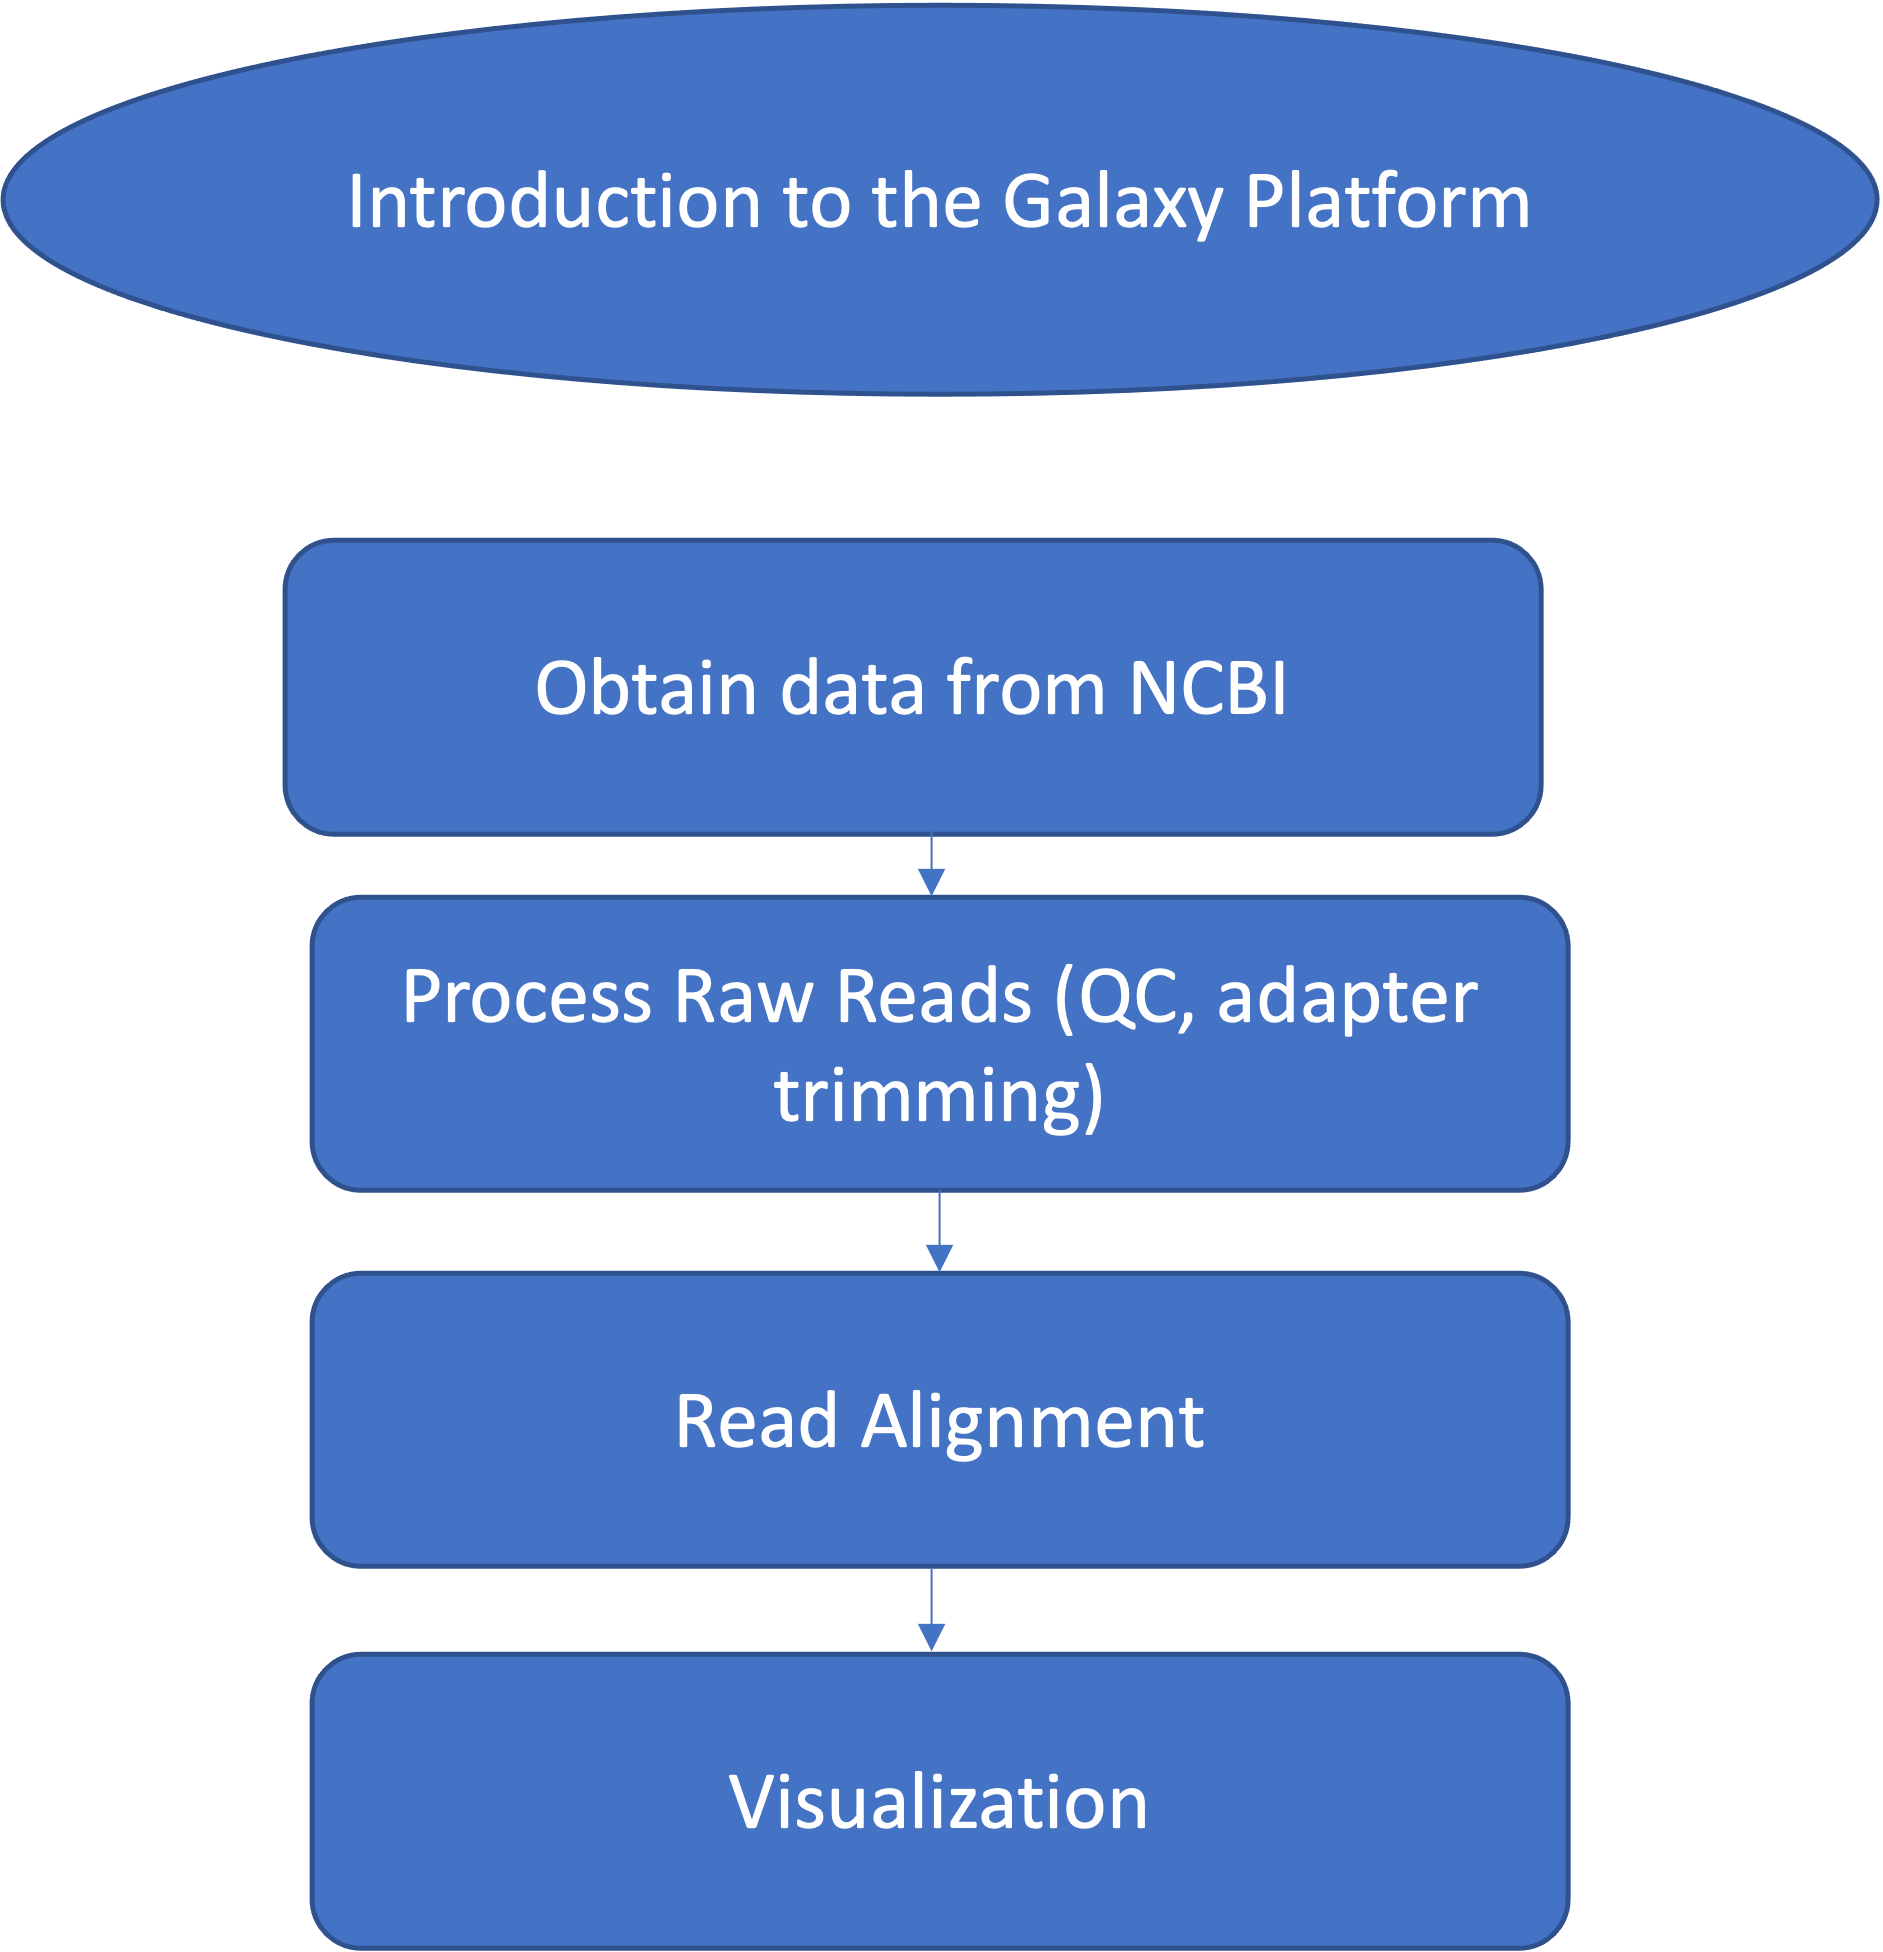 Introduction to the Galaxy Platform
Obtain data from NCBI
Process Raw Reads (QC, adapter
trimming)
Read Alignment
Visualization